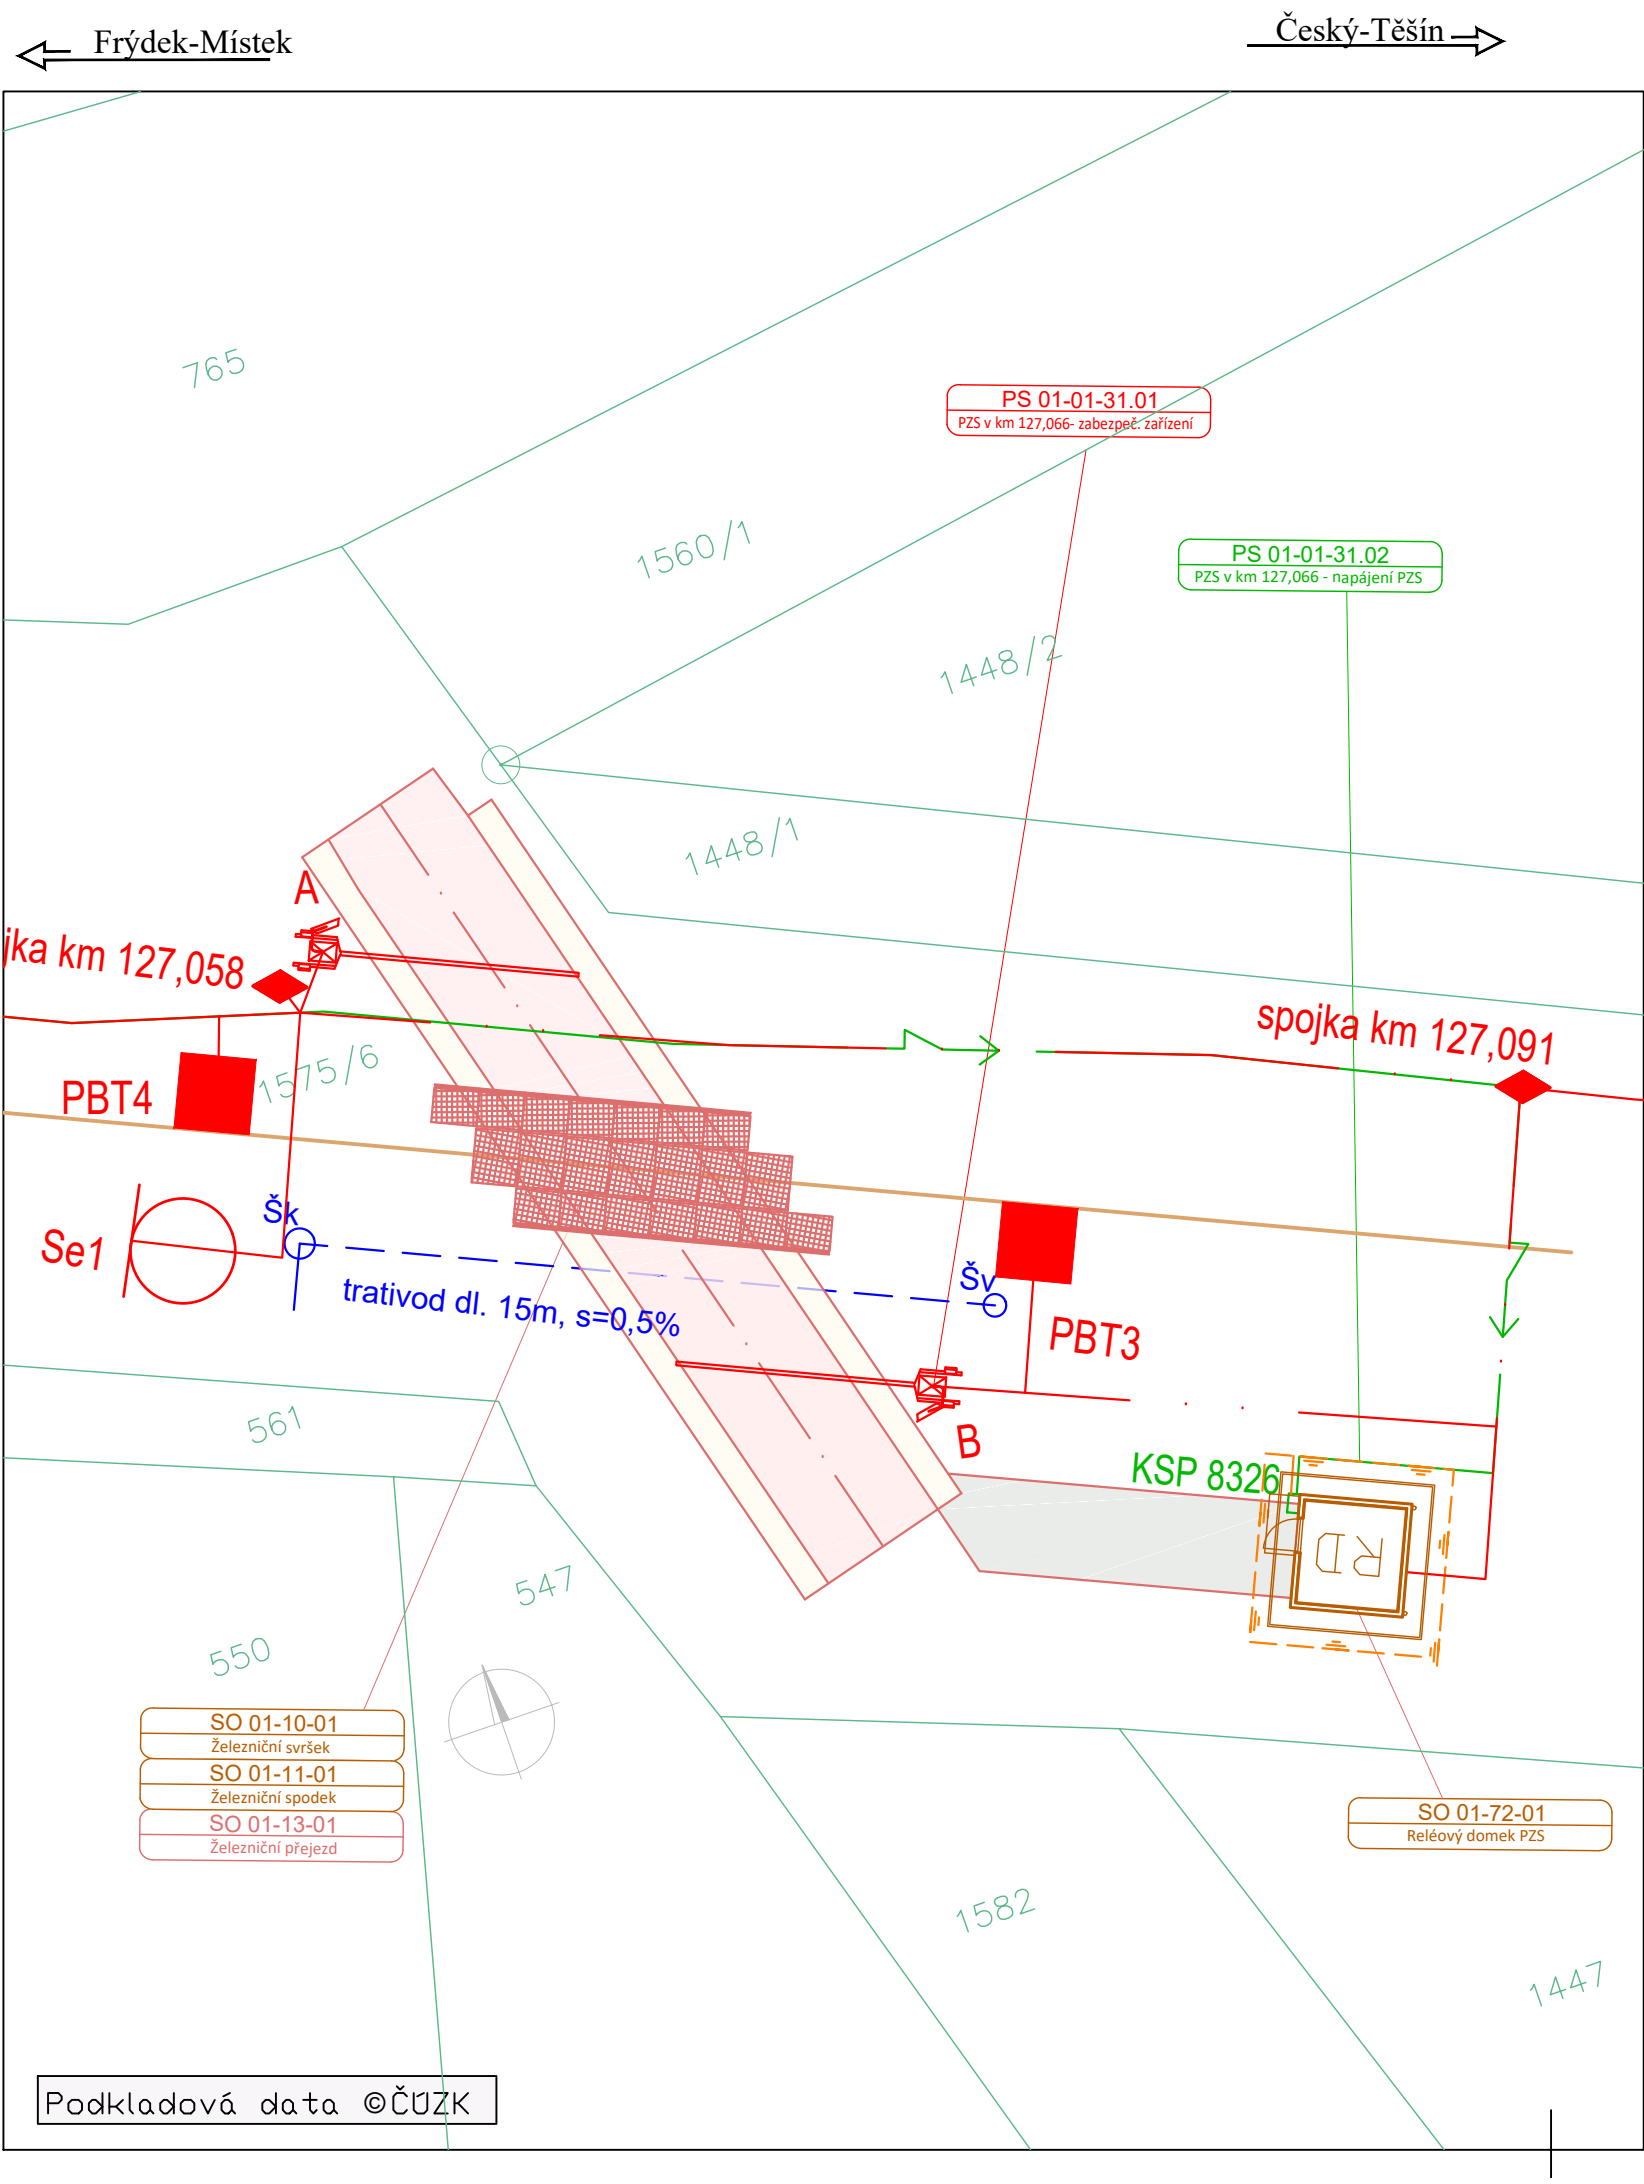 Frýdek-Místek
Český-Těšín
765
PS 01-01-31.01
PZS v km 127,066- zabezpeč. zařízení
1560/1
PS 01-01-31.02
PZS v km 127,066 - napájení PZS
1448/2
1448/1
A
jka km 127,058
spojka km 127,091
1575/6
PBT4
Šk
Se1
Šv
trativod dl. 15m, s=0,5%
PBT3
561
B
KSP 8326
RD
547
550
SO 01-10-01
Železniční svršek
SO 01-11-01
Železniční spodek
SO 01-13-01
Železniční přejezd
SO 01-72-01
Reléový domek PZS
1582
1447
Podkladová data ©ČÚZK